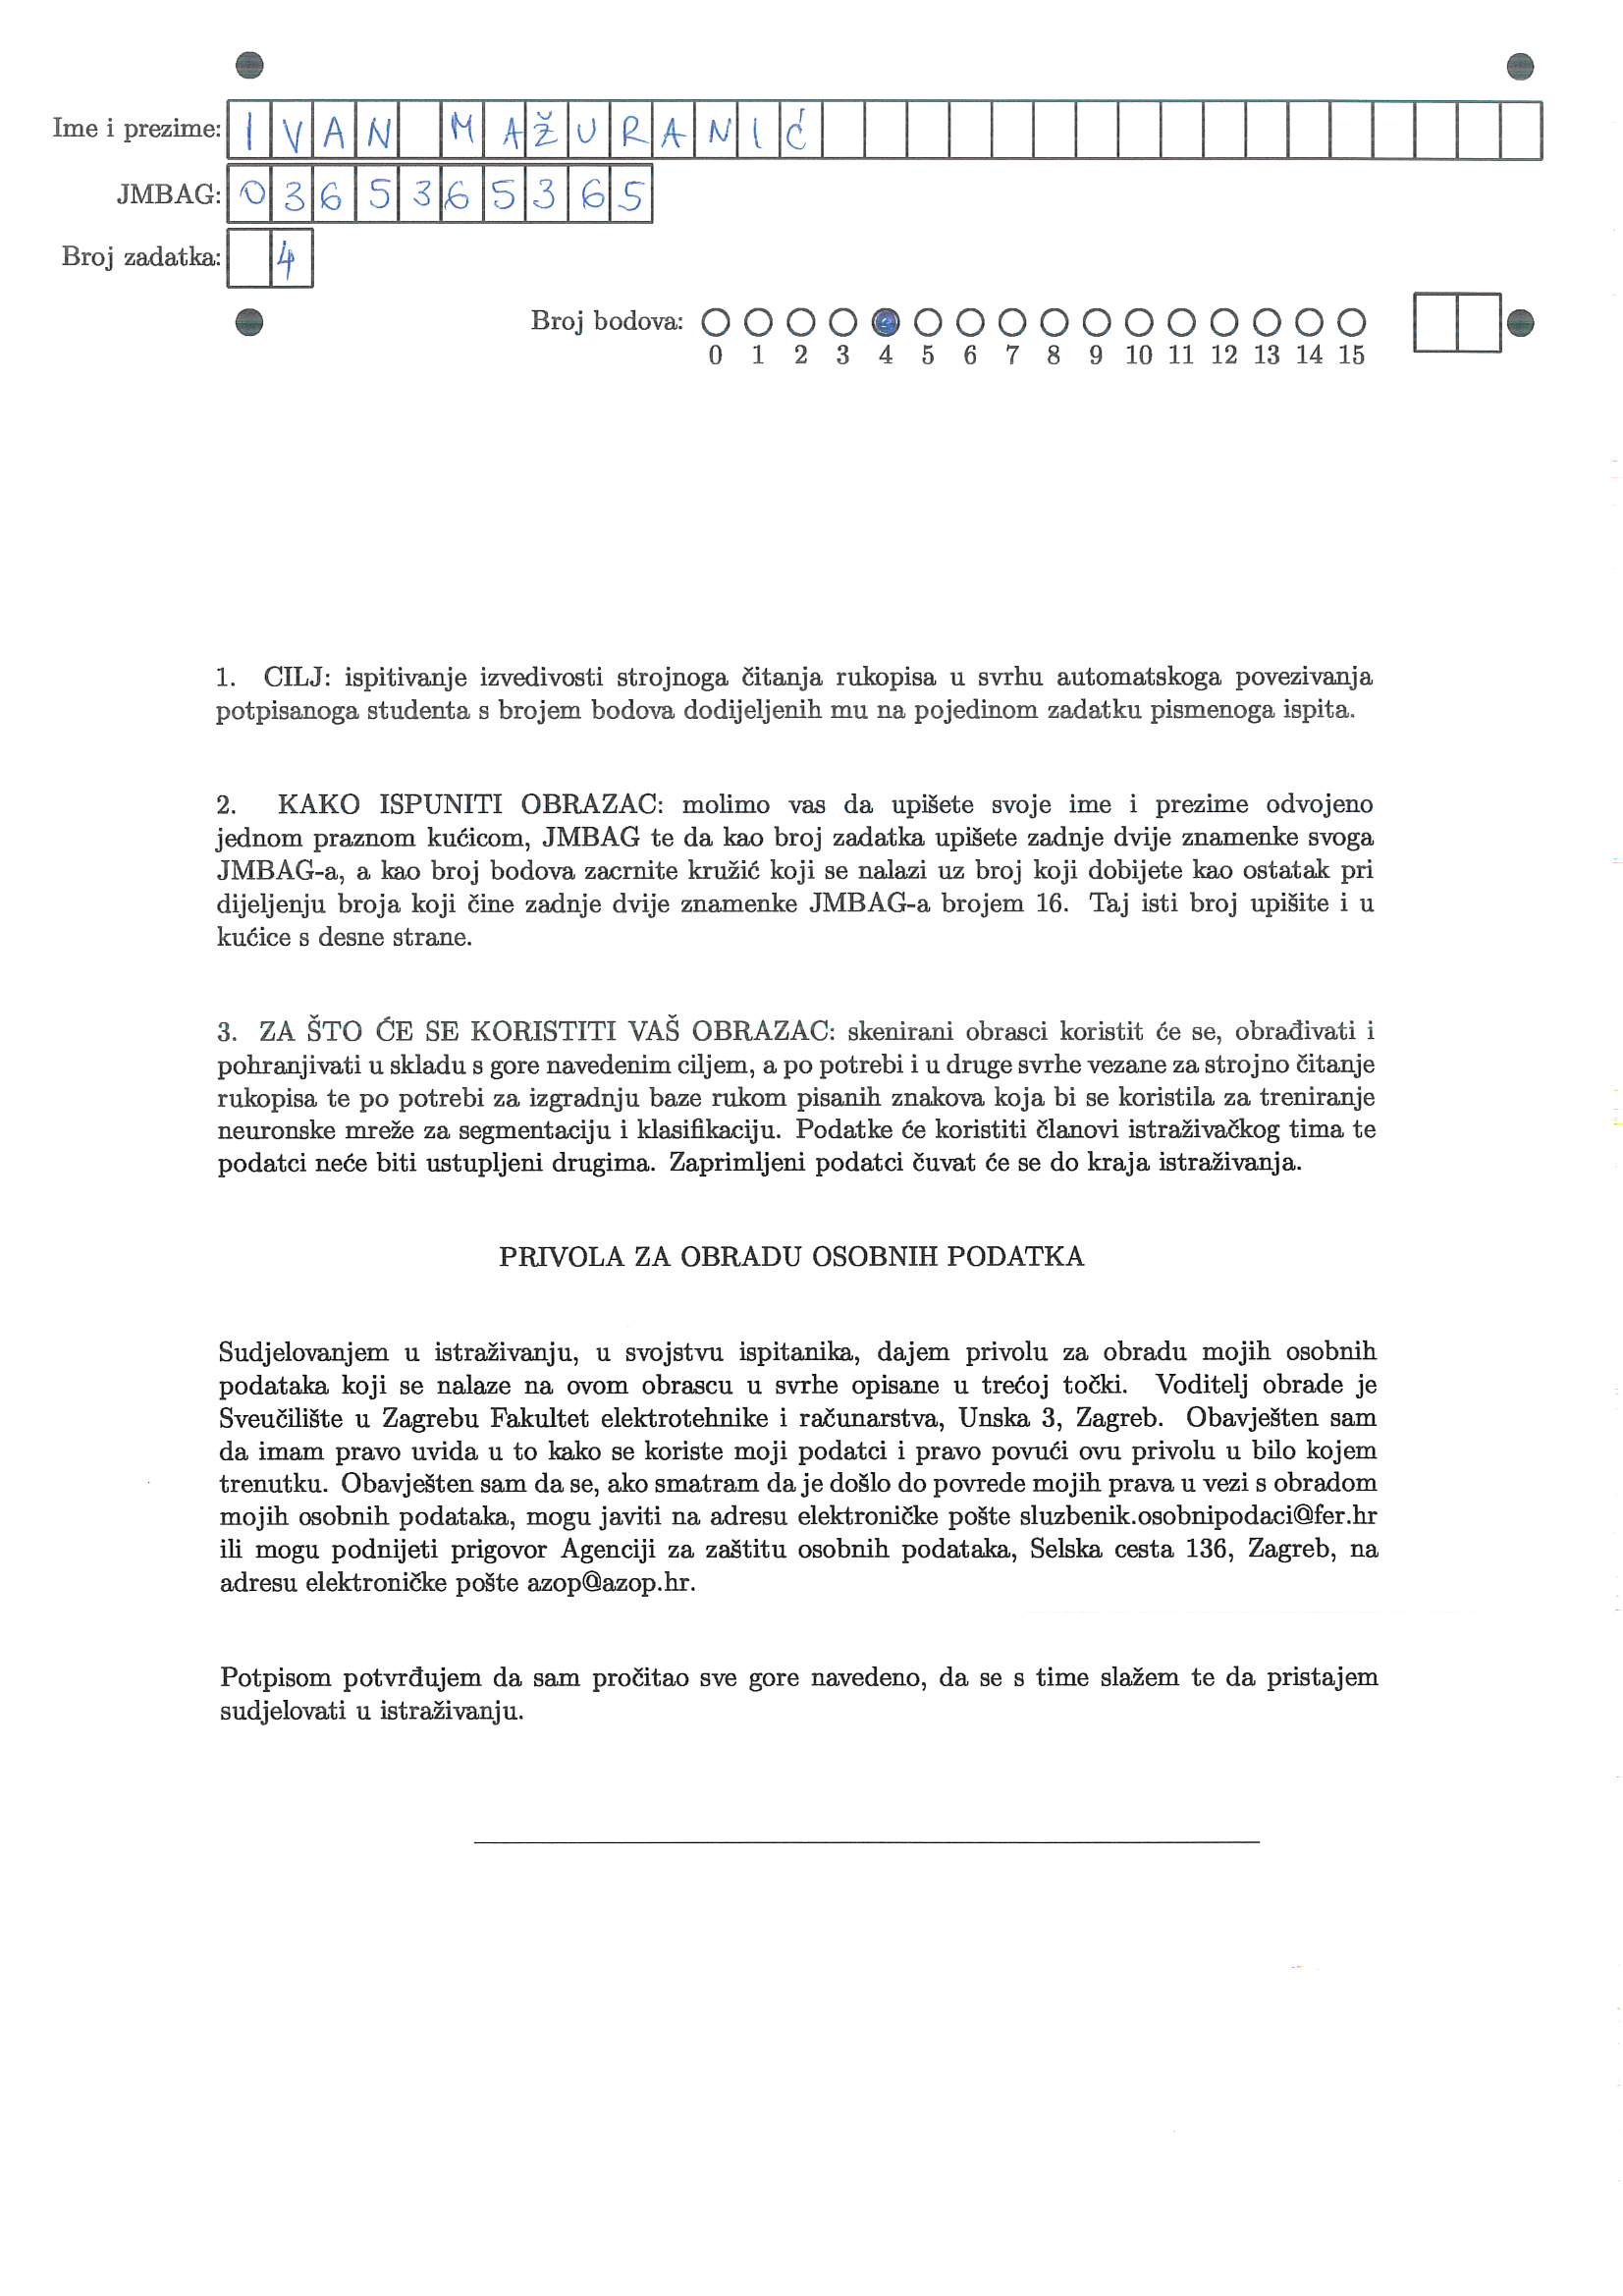 Ime i prezime: IVAN MAŽURANIĆ
JMBAG: 0365365365
Broj zadatka: 4
Broj bodova:
0 1 2 3 4 5 6 7 8 9 10 11 12 13 14 15
1. CILJ: ispitivanje izvedivosti strojnoga čitanja rukopisa u svrhu automatskoga povezivanja
potpisanoga studenta s brojem bodova dodijeljenih mu na pojedinom zadatku pismenoga ispita.
2. KAKO ISPUNITI OBRAZAC: molimo vas da upišete svoje ime i prezime odvojeno
jednom praznom kućicom, JMBAG te da kao broj zadatka upišete zadnje dvije znamenke svoga
JMBAG-a, a kao broj bodova zacrnite kružić koji se nalazi uz broj koji dobijete kao ostatak pri
dijeljenju broja koji čine zadnje dvije znamenke JMBAG-a brojem 16. Taj isti broj upišite i u
kućice s desne strane.
3. ZA ŠTO ĆE SE KORISTITI VAŠ OBRAZAC: skenirani obrasci koristit će se, obrađivati i
pohranjivati u skladu s gore navedenim ciljem, a po potrebi i u druge svrhe vezane za strojno čitanje
rukopisa te po potrebi za izgradnju baze rukom pisanih znakova koja bi se koristila za treniranje
neuronske mreže za segmentaciju i klasifikaciju. Podatke će koristiti članovi istraživačkog tima te
podatci neće biti ustupljeni drugima. Zaprimljeni podatci čuvat će se do kraja istraživanja.
PRIVOLA ZA OBRADU OSOBNIH PODATKA
Sudjelovanjem u istraživanju, u svojstvu ispitanika, dajem privolu za obradu mojih osobnih
podataka koji se nalaze na ovom obrascu u svrhe opisane u trećoj točki. Voditelj obrade je
Sveučilište u Zagrebu Fakultet elektrotehnike i računarstva, Unska 3, Zagreb. Obavješten sam
da imam pravo uvida u to kako se koriste moji podatci i pravo povući ovu privolu u bilo kojem
trenutku. Obavješten sam da se, ako smatram da je došlo do povrede mojih prava u vezi s obradom
mojih osobnih podataka, mogu javiti na adresu elektroničke pošte sluzbenik.osobnipodaci@fer.hr
ili mogu podnijeti prigovor Agenciji za zaštitu osobnih podataka, Selska cesta 136, Zagreb, na
adresu elektroničke pošte azop@azop.hr.
Potpisom potvrđujem da sam pročitao sve gore navedeno, da se s time slažem te da pristajem
sudjelovati u istraživanju.